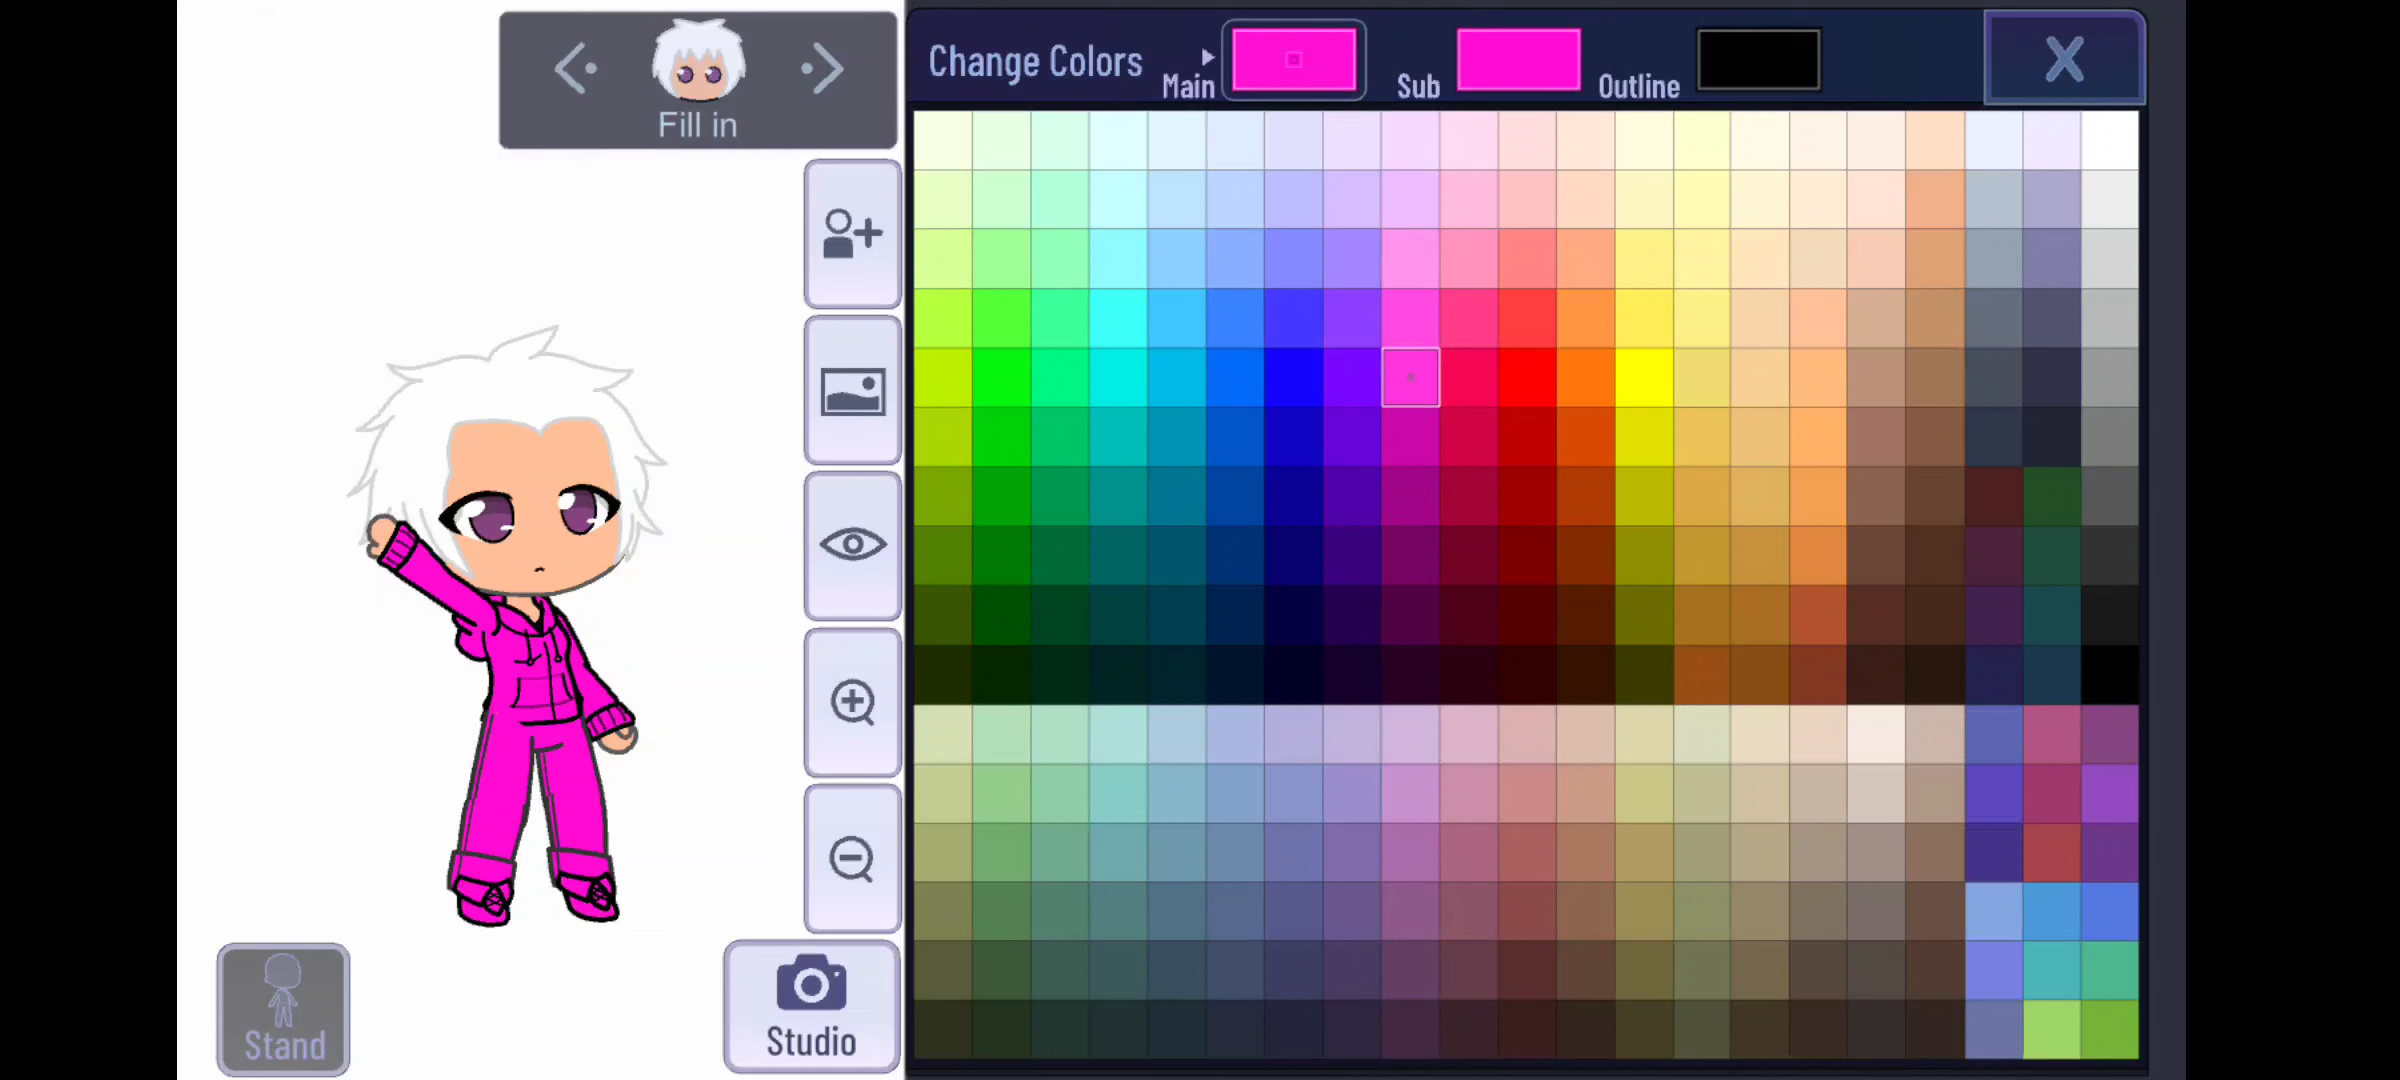 Fill in
Change Colors
Main
Sub
Outline
X
Stand
Studio